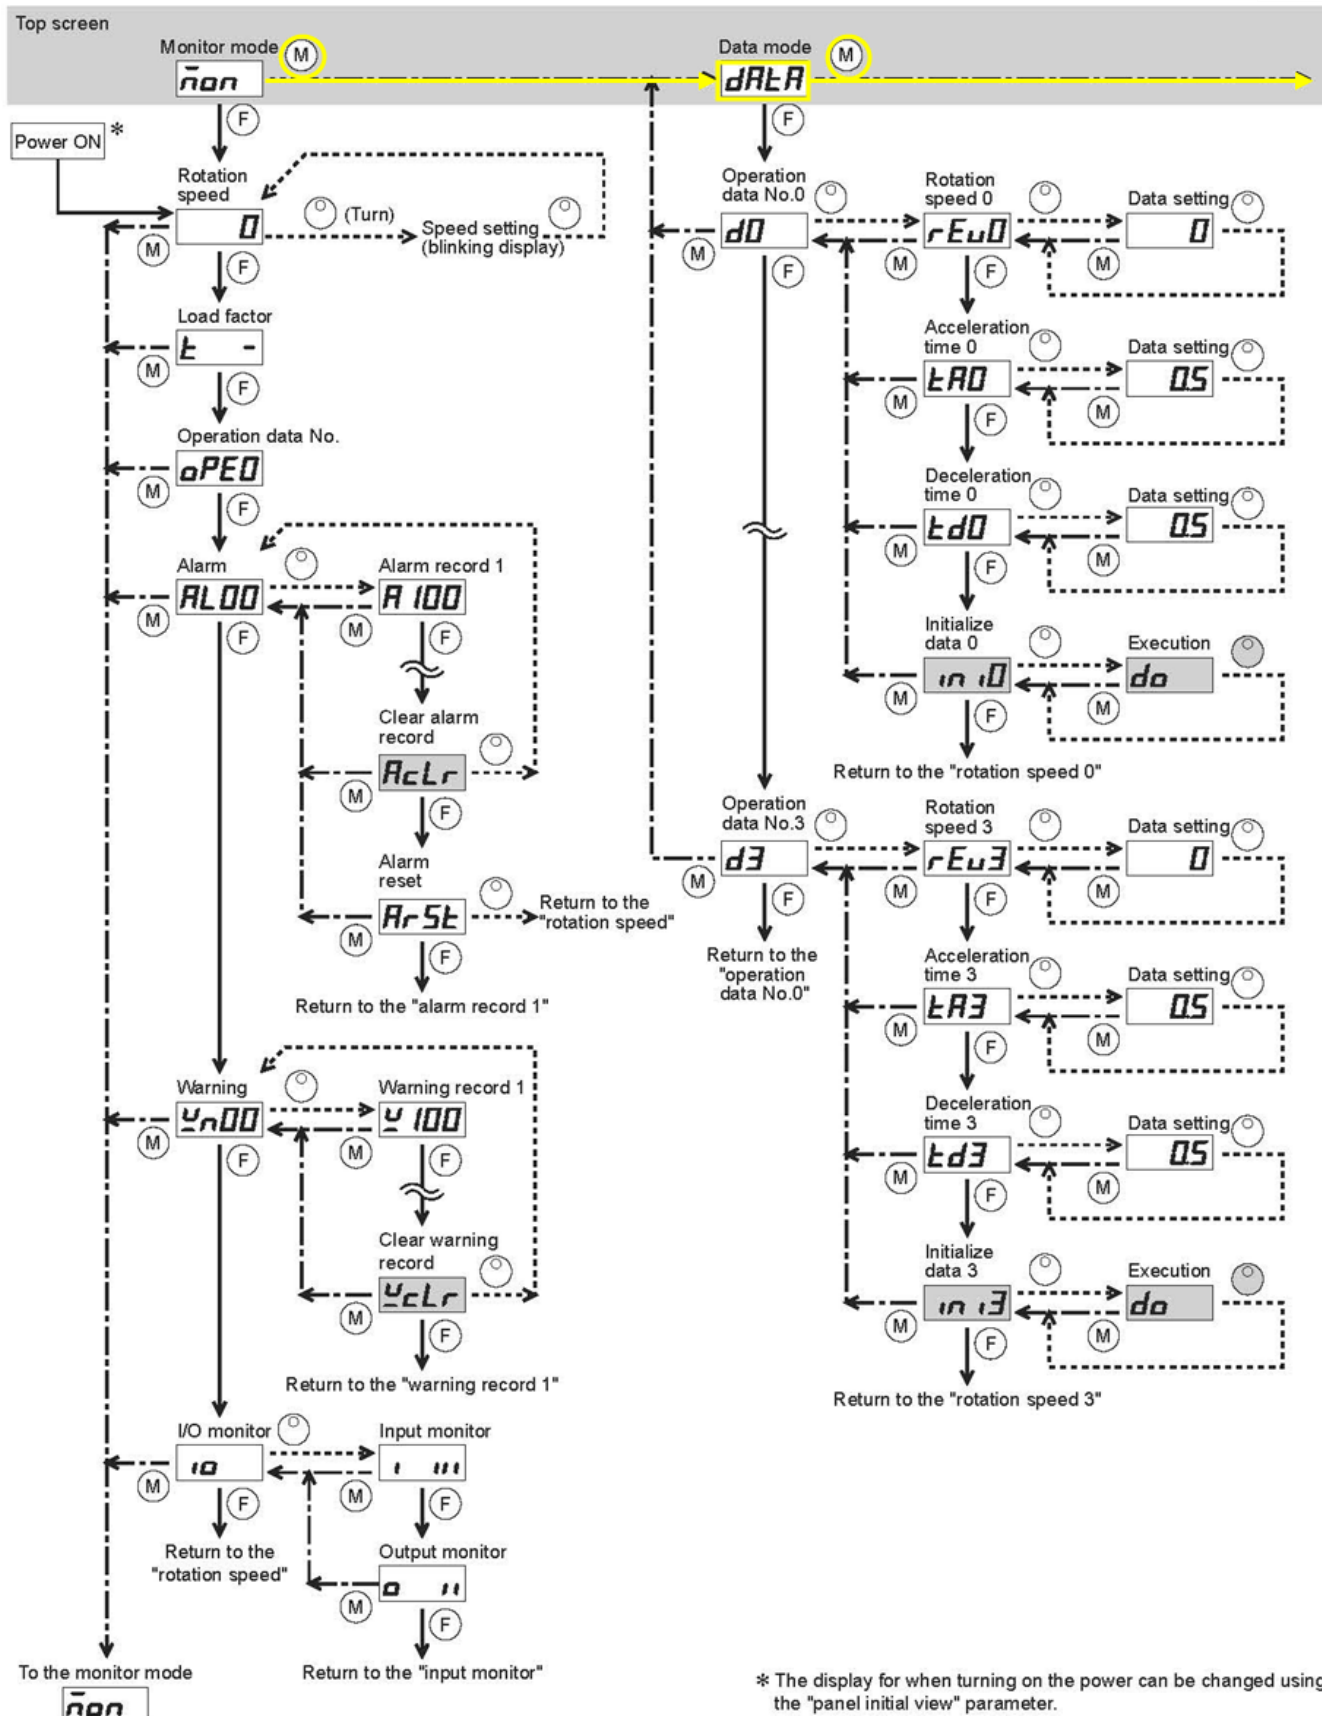 Top screen
Monitor mode
M
Data mode
M
mon
dAtA
F
F
Power ON *
Rotation
speed
0
(Turn)
Speed setting
(blinking display)
M
F
Load factor
t -
M
F
Operation data No.
oPE0
M
F
Alarm
AL00
M
F
Alarm record 1
A100
M
F
Clear alarm
record
AcLr
M
F
Alarm
reset
ArSt
M
F
Return to the
"rotation speed"
Return to the "alarm record 1"
Warning
Wn00
M
F
Warning record 1
W100
M
F
Clear warning
record
WcLr
M
F
Return to the "warning record 1"
I/O monitor
io
M
F
Return to the
"rotation speed"
Input monitor
M
F
Output monitor
M
F
Return to the "input monitor"
To the monitor mode
mon
Operation
data No.0
d0
M
F
Rotation
speed 0
rEv0
M
F
Data setting
0
M
Acceleration
time 0
tA0
M
F
Data setting
0.5
M
Deceleration
time 0
td0
M
F
Data setting
0.5
M
Initialize
data 0
ini0
M
F
Execution
do
M
Return to the "rotation speed 0"
Operation
data No.3
d3
M
F
Return to the
"operation
data No.0"
Rotation
speed 3
rEv3
M
F
Data setting
0
M
Acceleration
time 3
tA3
M
F
Data setting
0.5
M
Deceleration
time 3
td3
M
F
Data setting
0.5
M
Initialize
data 3
ini3
M
F
Execution
do
M
Return to the "rotation speed 3"
* The display for when turning on the power can be changed using
the "panel initial view" parameter.